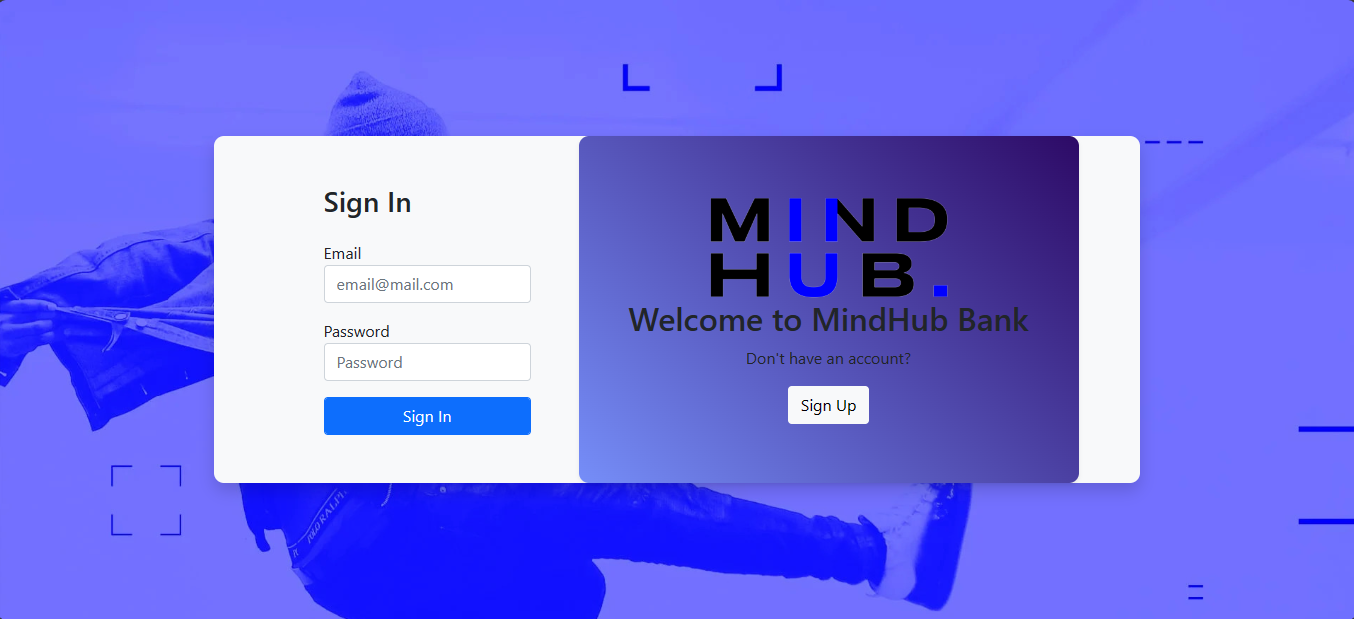 Sign In
Email
email@mail.com
Password
Password
Sign In
MIND
HUB.
Welcome to MindHub Bank
Don't have an account?
Sign Up